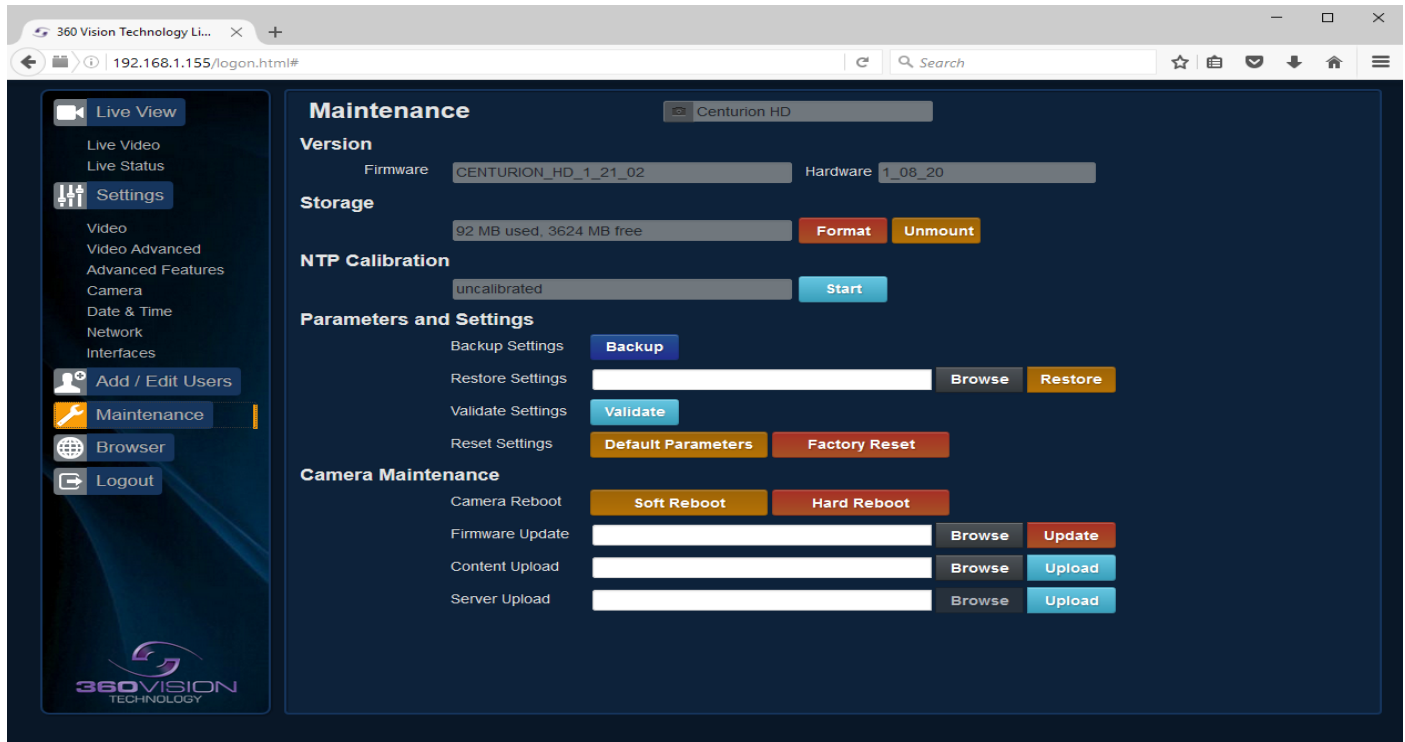 360 Vision Technology Li...
192.168.1.155/logon.html#
Search
Live View
Live Video
Live Status
Settings
Video
Video Advanced
Advanced Features
Camera
Date & Time
Network
Interfaces
Add / Edit Users
Maintenance
Browser
Logout
360VISION
TECHNOLOGY
Maintenance Centurion HD
Version
Firmware CENTURION_HD_1_21_02 Hardware 1_08_20
Storage
92 MB used, 3624 MB free Format Unmount
NTP Calibration
uncalibrated Start
Parameters and Settings
Backup Settings Backup
Restore Settings Browse Restore
Validate Settings Validate
Reset Settings Default Parameters Factory Reset
Camera Maintenance
Camera Reboot Soft Reboot Hard Reboot
Firmware Update Browse Update
Content Upload Browse Upload
Server Upload Browse Upload